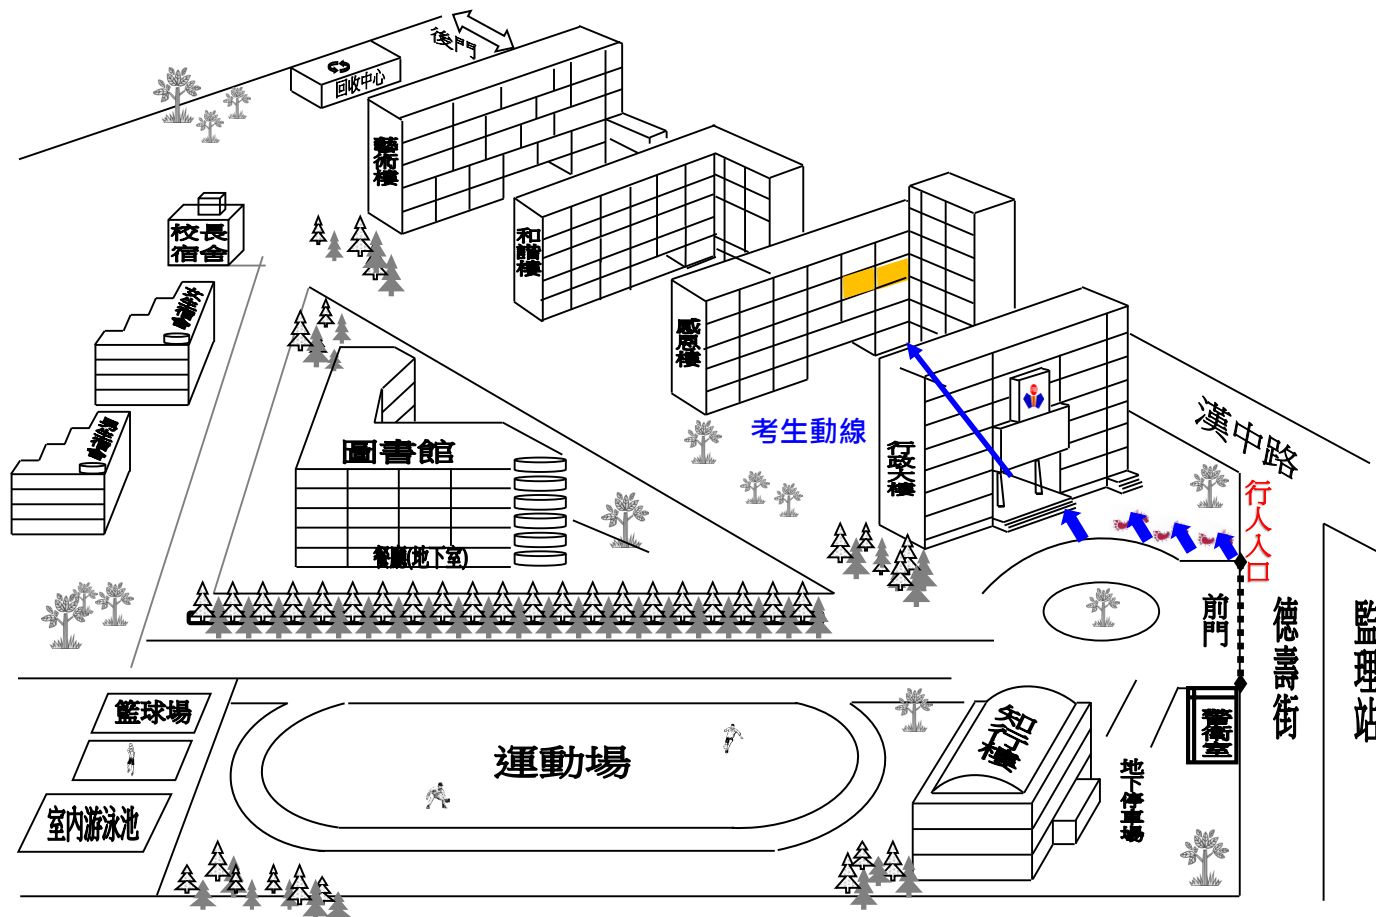 後門
回收中心
藝術樓
和諧樓
校長
宿舍
女生宿舍
感恩樓
男生宿舍
考生動線
行政大樓
漢中路
圖書館
餐廳(地下室)
行人入口
前門
德壽街
監理站
警衛室
籃球場
運動場
知行樓
地下停車場
室內游泳池